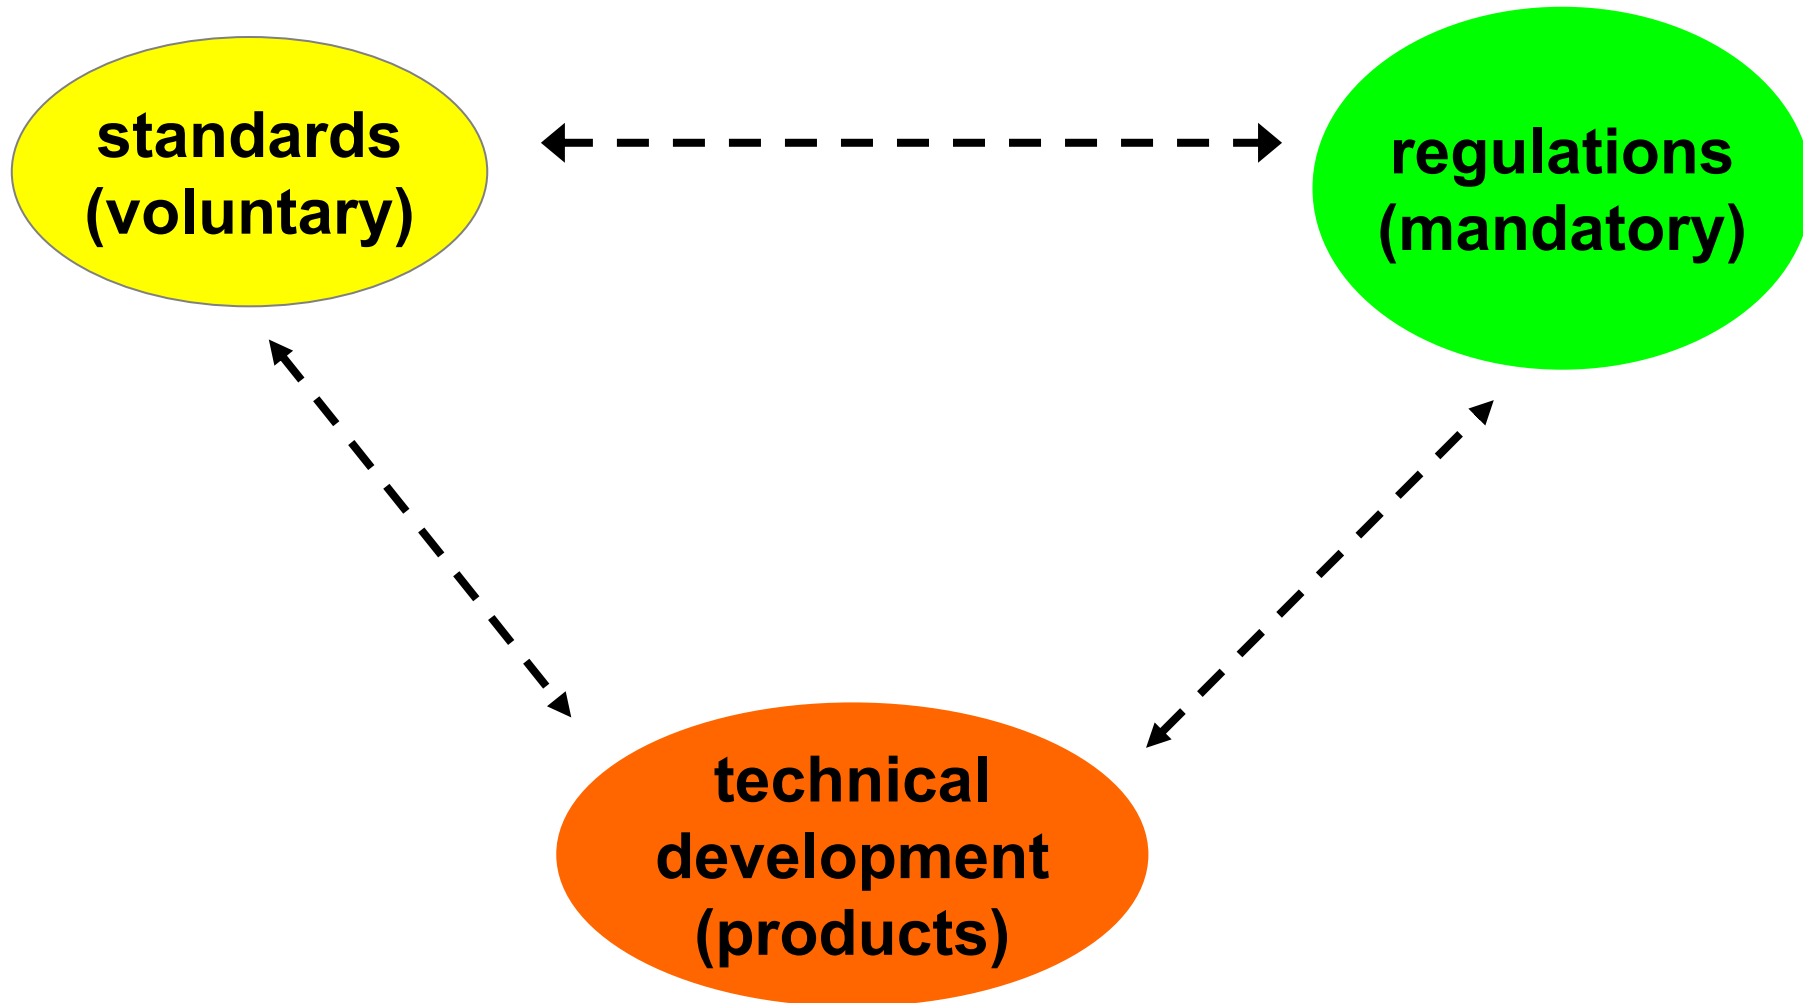 standards
(voluntary)
regulations
(mandatory)
technical
development
(products)